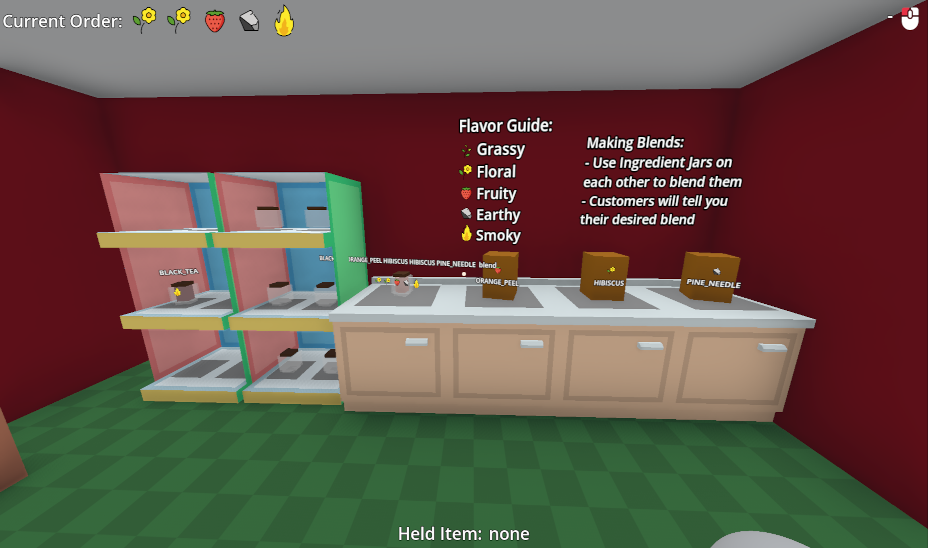 Current Order:
Flavor Guide:
Grassy
Floral
Fruity
Earthy
Smoky
Making Blends:
- Use Ingredient Jars on
each other to blend them
- Customers will tell you
their desired blend
BLACK_TEA
BLACK
ORANGE_PEEL HIBISCUS HIBISCUS PINE_NEEDLE blend
ORANGE_PEEL
HIBISCUS
PINE_NEEDLE
Held Item: none